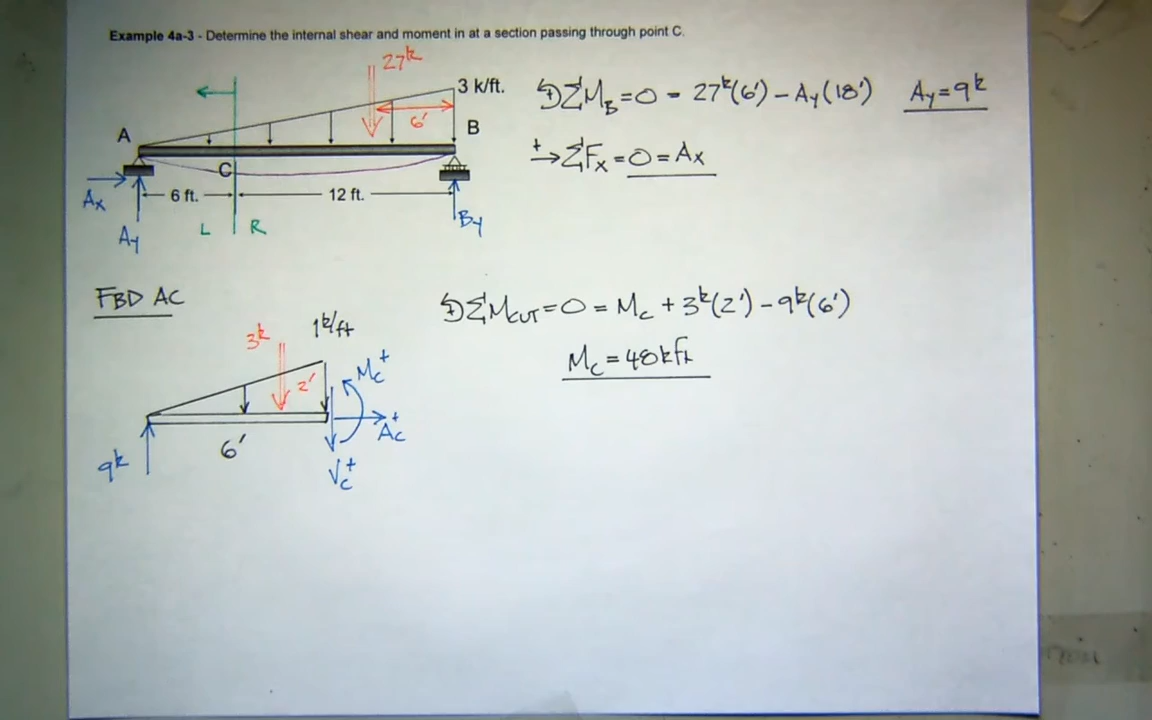 Example 4a-3 - Determine the internal shear and moment in at a section passing through point C.
27k
3 k/ft.
6'
A
B
C
6 ft.
12 ft.
Ax
Ay
L
R
By
↺+ΣM_B = 0 = 27k(6') - Ay(18')   Ay = 9k
+→ΣFx = 0 = Ax
FBD AC
3k
1k/ft
2'
Mc+
Ac+
Vc+
6'
9k
↺+ΣMcut = 0 = Mc + 3k(2') - 9k(6')
Mc = 48kft